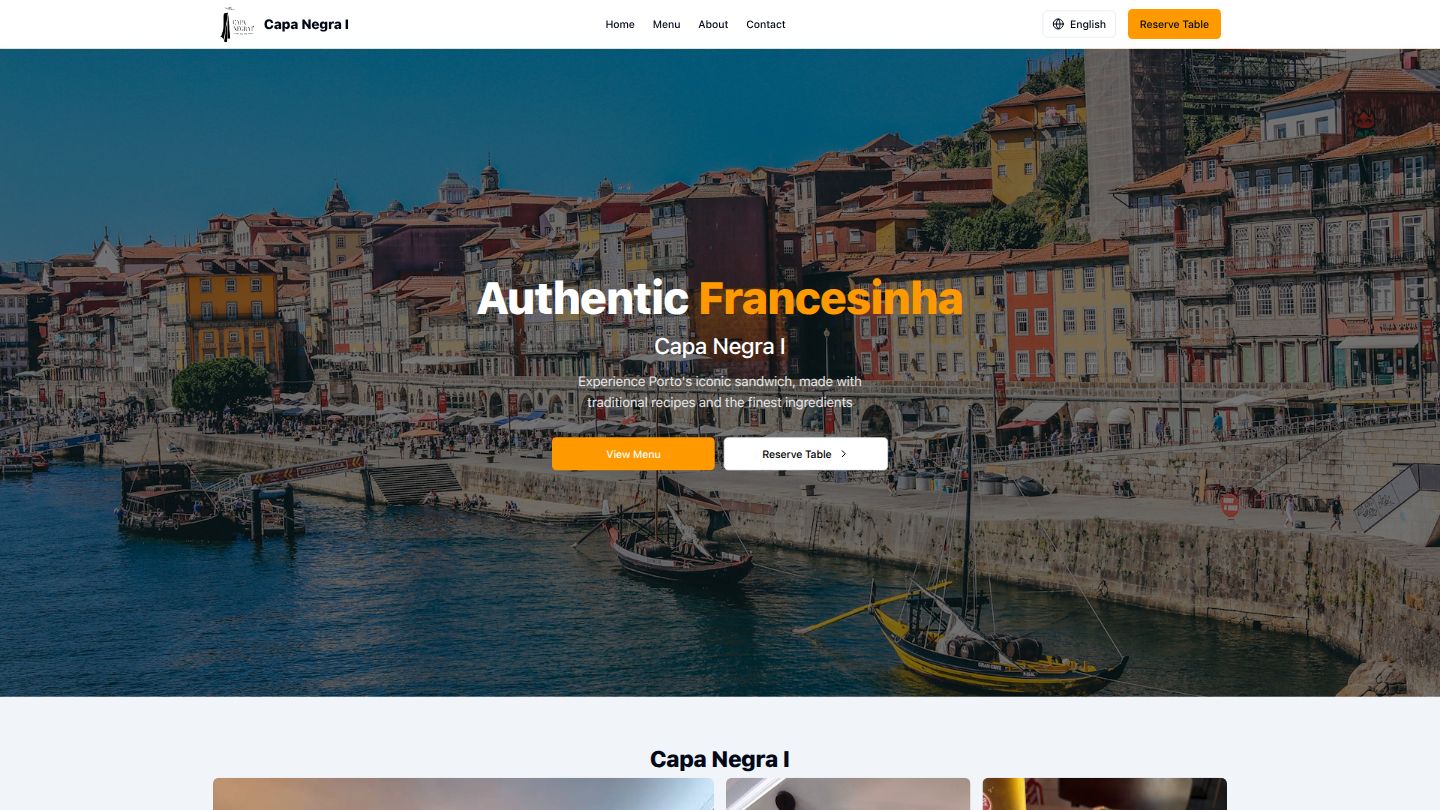 CAPA
NEGRA I
Capa Negra I
Home
Menu
About
Contact
English
Reserve Table
Authentic Francesinha
Capa Negra I
Experience Porto's iconic sandwich, made with
traditional recipes and the finest ingredients
View Menu
Reserve Table
Capa Negra I